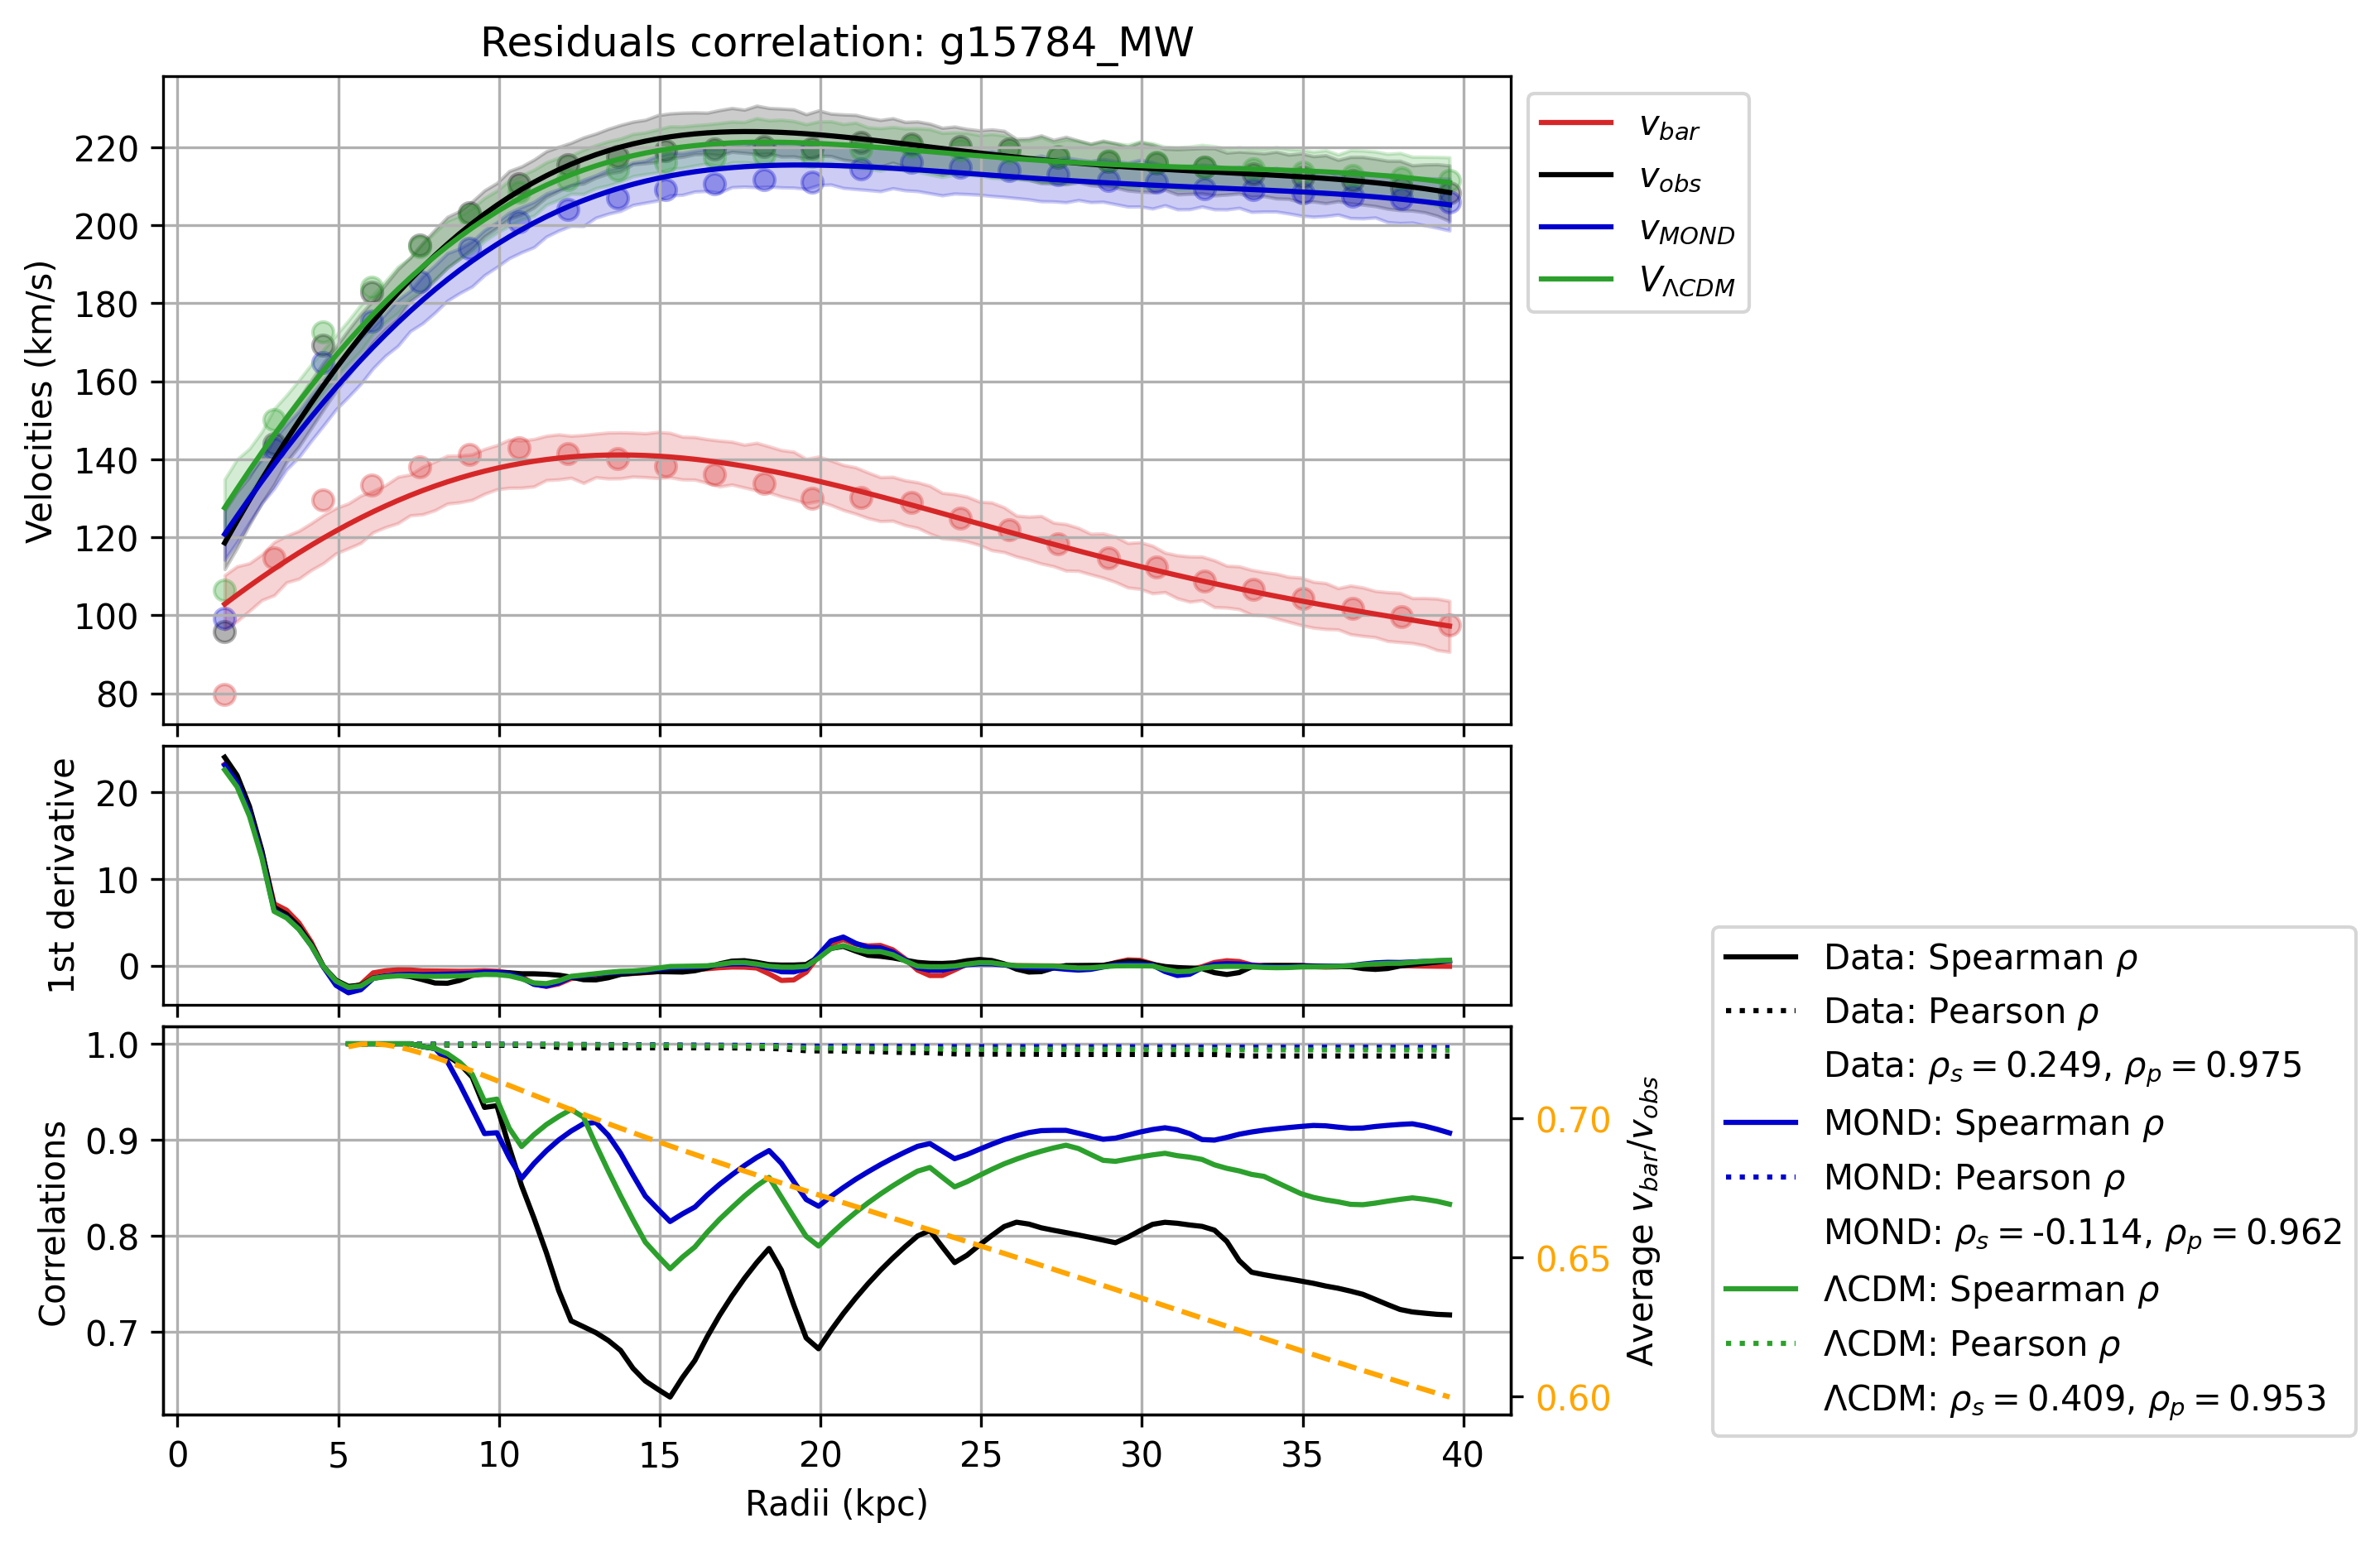 Residuals correlation: g15784_MW
Velocities (km/s)
220
200
180
160
140
120
100
80
v_bar
v_obs
v_MOND
V_ΛCDM
1st derivative
20
10
0
Correlations
1.0
0.9
0.8
0.7
0.70
0.65
0.60
Average v_bar/v_obs
0 5 10 15 20 25 30 35 40
Radii (kpc)
Data: Spearman ρ
Data: Pearson ρ
Data: ρ_s = 0.249, ρ_p = 0.975
MOND: Spearman ρ
MOND: Pearson ρ
MOND: ρ_s = -0.114, ρ_p = 0.962
ΛCDM: Spearman ρ
ΛCDM: Pearson ρ
ΛCDM: ρ_s = 0.409, ρ_p = 0.953